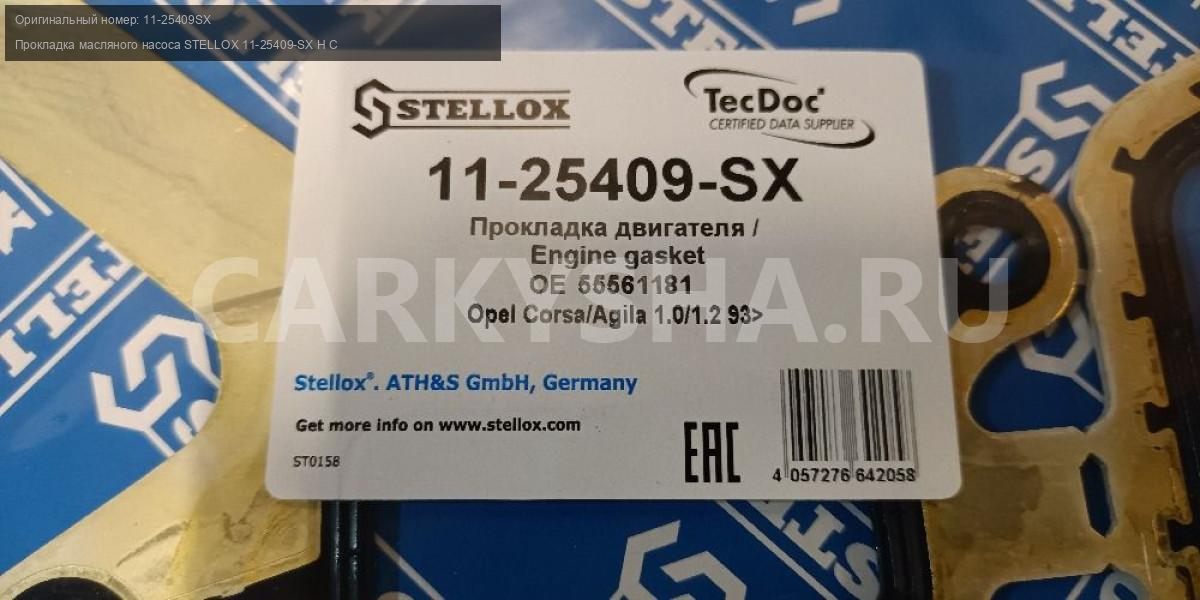 Оригинальный номер: 11-25409SX
Прокладка масляного насоса STELLOX 11-25409-SX Н С
STELLOX
TecDoc
CERTIFIED DATA SUPPLIER
11-25409-SX
Прокладка двигателя /
Engine gasket
OE 55561181
Opel Corsa/Agila 1.0/1.2 93>
CARKYSHA.RU
Stellox®. ATH&S GmbH, Germany
Get more info on www.stellox.com
ST0158
EAC
4 057276 642058